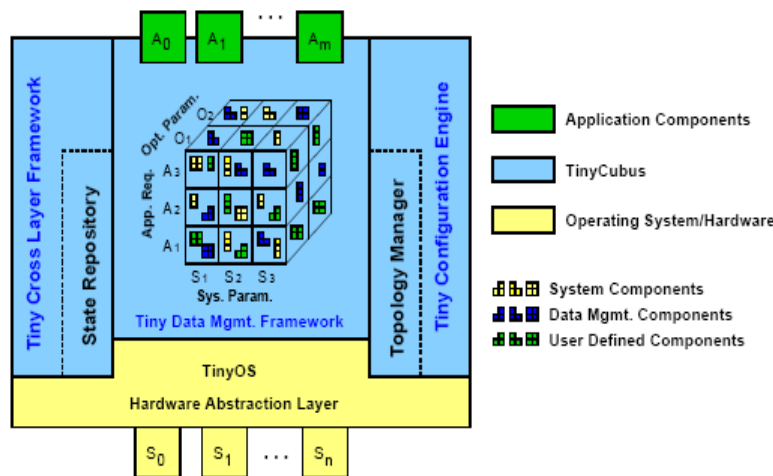 A0 A1 ... Am
Tiny Cross Layer Framework
State Repository
Opt. Param.
O2
O1
App. Req.
A3
A2
A1
S1 S2 S3
Sys. Param.
Tiny Data Mgmt. Framework
Topology Manager
Tiny Configuration Engine
TinyOS
Hardware Abstraction Layer
S0 S1 ... Sn
Application Components
TinyCubus
Operating System/Hardware
System Components
Data Mgmt. Components
User Defined Components